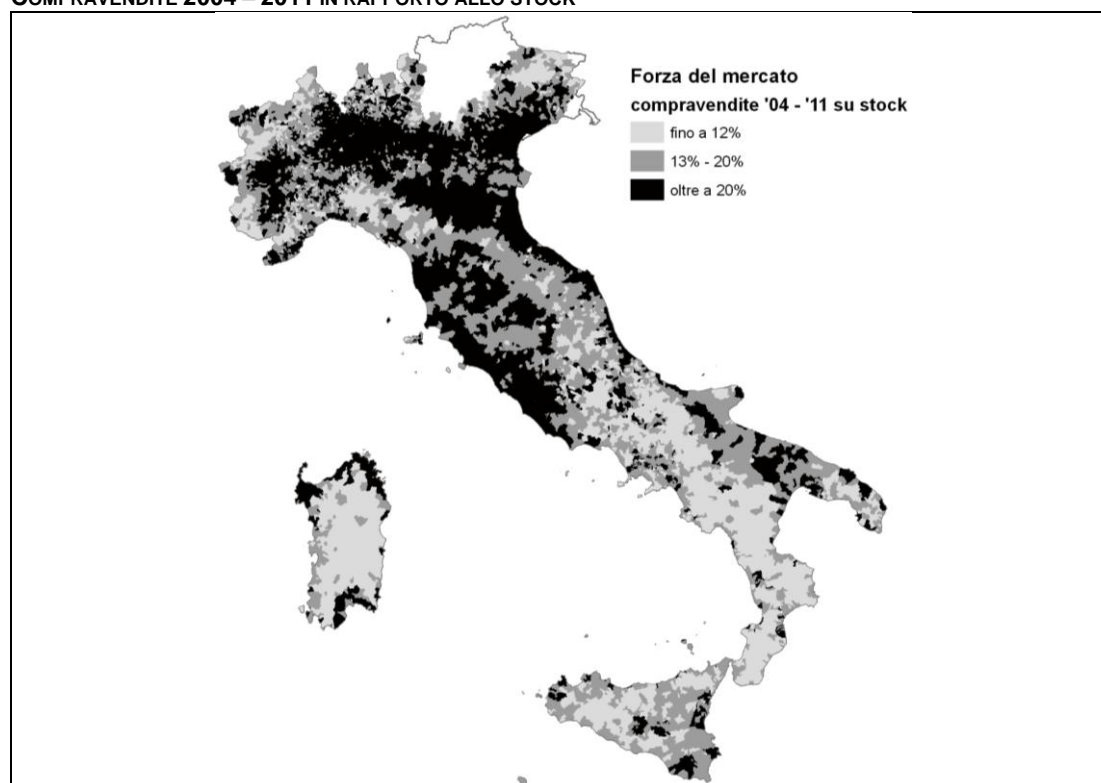 COMPRAVENDITE 2004 – 2011 IN RAPPORTO ALLO STOCK
Forza del mercato
compravendite '04 - '11 su stock
fino a 12%
13% - 20%
oltre a 20%